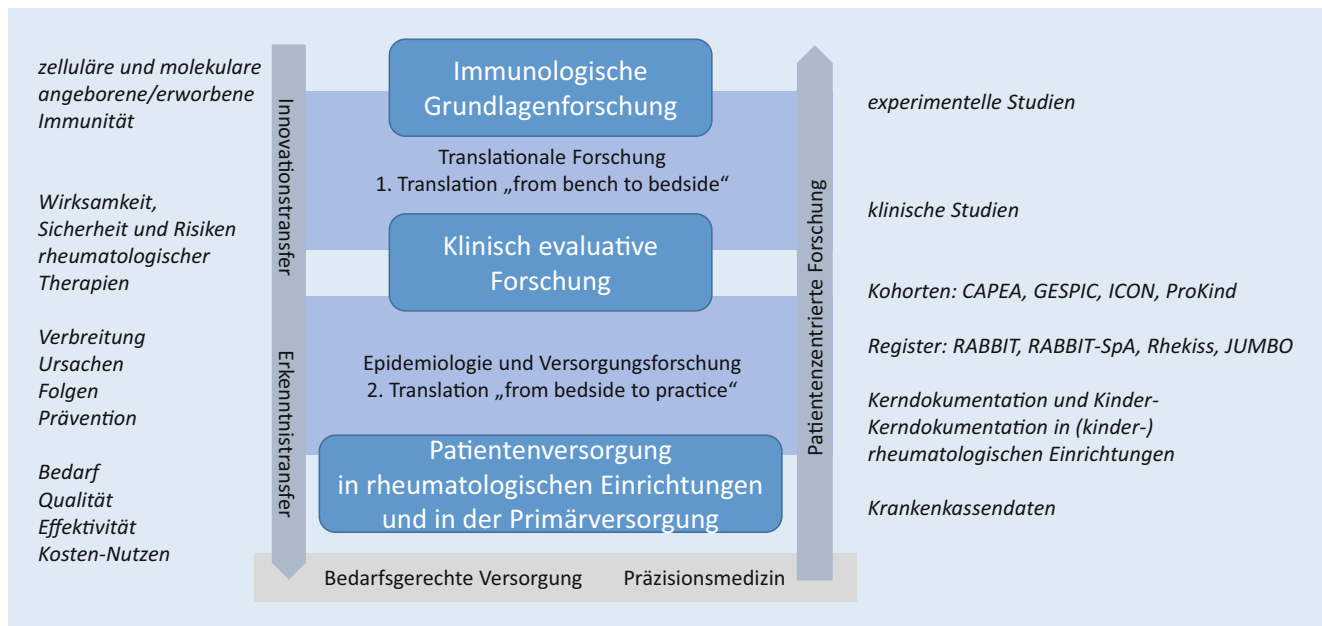 zelluläre und molekulare
angeborene/erworbene
Immunität
Wirksamkeit,
Sicherheit und Risiken
rheumatologischer
Therapien
Verbreitung
Ursachen
Folgen
Prävention
Bedarf
Qualität
Effektivität
Kosten-Nutzen
Innovationstransfer
Erkenntnistransfer
Immunologische
Grundlagenforschung
Translationale Forschung
1. Translation „from bench to bedside“
Klinisch evaluative
Forschung
Epidemiologie und Versorgungsforschung
2. Translation „from bedside to practice“
Patientenversorgung
in rheumatologischen Einrichtungen
und in der Primärversorgung
Bedarfsgerechte Versorgung Präzisionsmedizin
Patientenzentrierte Forschung
experimentelle Studien
klinische Studien
Kohorten: CAPEA, GESPIC, ICON, ProKind
Register: RABBIT, RABBIT-SpA, Rhekiss, JUMBO
Kerndokumentation und Kinder-
Kerndokumentation in (kinder-)
rheumatologischen Einrichtungen
Krankenkassendaten